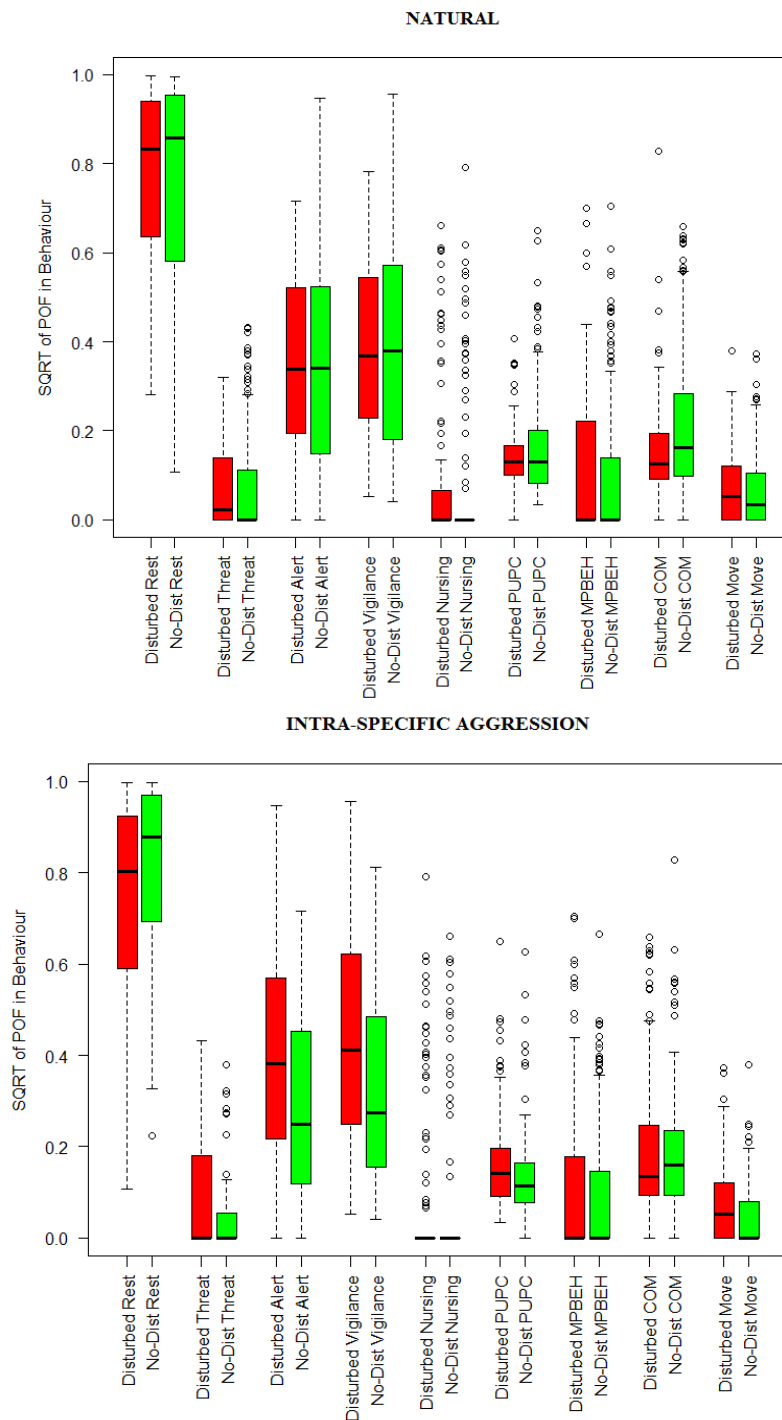 NATURAL
1.0
0.8
0.6
0.4
0.2
0.0
SQRT of POF in Behaviour
Disturbed Rest
No-Dist Rest
Disturbed Threat
No-Dist Threat
Disturbed Alert
No-Dist Alert
Disturbed Vigilance
No-Dist Vigilance
Disturbed Nursing
No-Dist Nursing
Disturbed PUPC
No-Dist PUPC
Disturbed MPBEH
No-Dist MPBEH
Disturbed COM
No-Dist COM
Disturbed Move
No-Dist Move
INTRA-SPECIFIC AGGRESSION
1.0
0.8
0.6
0.4
0.2
0.0
SQRT of POF in Behaviour
Disturbed Rest
No-Dist Rest
Disturbed Threat
No-Dist Threat
Disturbed Alert
No-Dist Alert
Disturbed Vigilance
No-Dist Vigilance
Disturbed Nursing
No-Dist Nursing
Disturbed PUPC
No-Dist PUPC
Disturbed MPBEH
No-Dist MPBEH
Disturbed COM
No-Dist COM
Disturbed Move
No-Dist Move